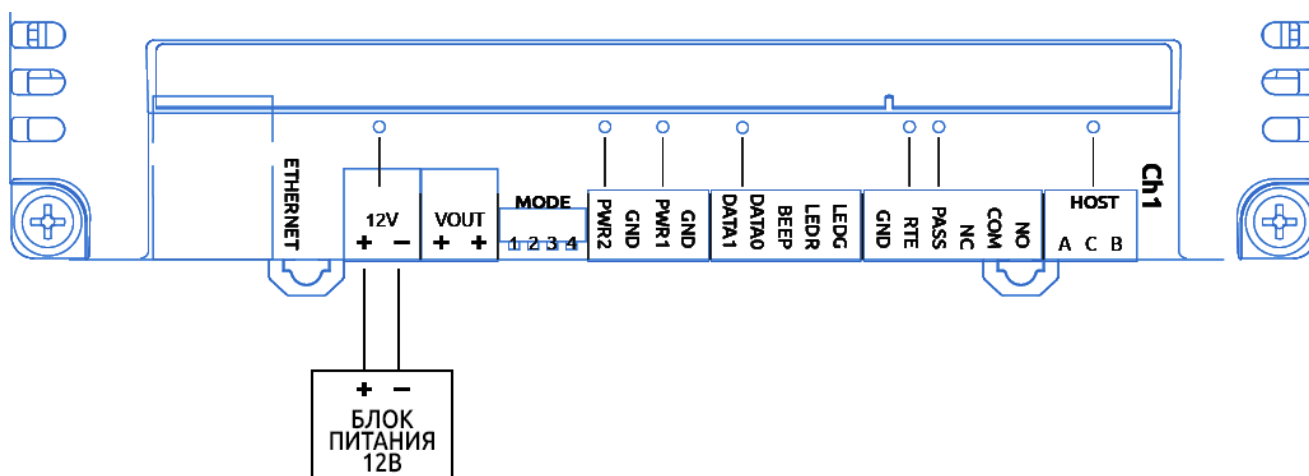 ETHERNET
12V
+ −
VOUT
+ +
MODE
1 2 3 4
PWR2
GND
PWR1
GND
DATA1
DATA0
BEEP
LEDR
LEDG
GND
RTE
PASS
NC
COM
NO
HOST
A C B
Ch1
+ −
БЛОК
ПИТАНИЯ
12В